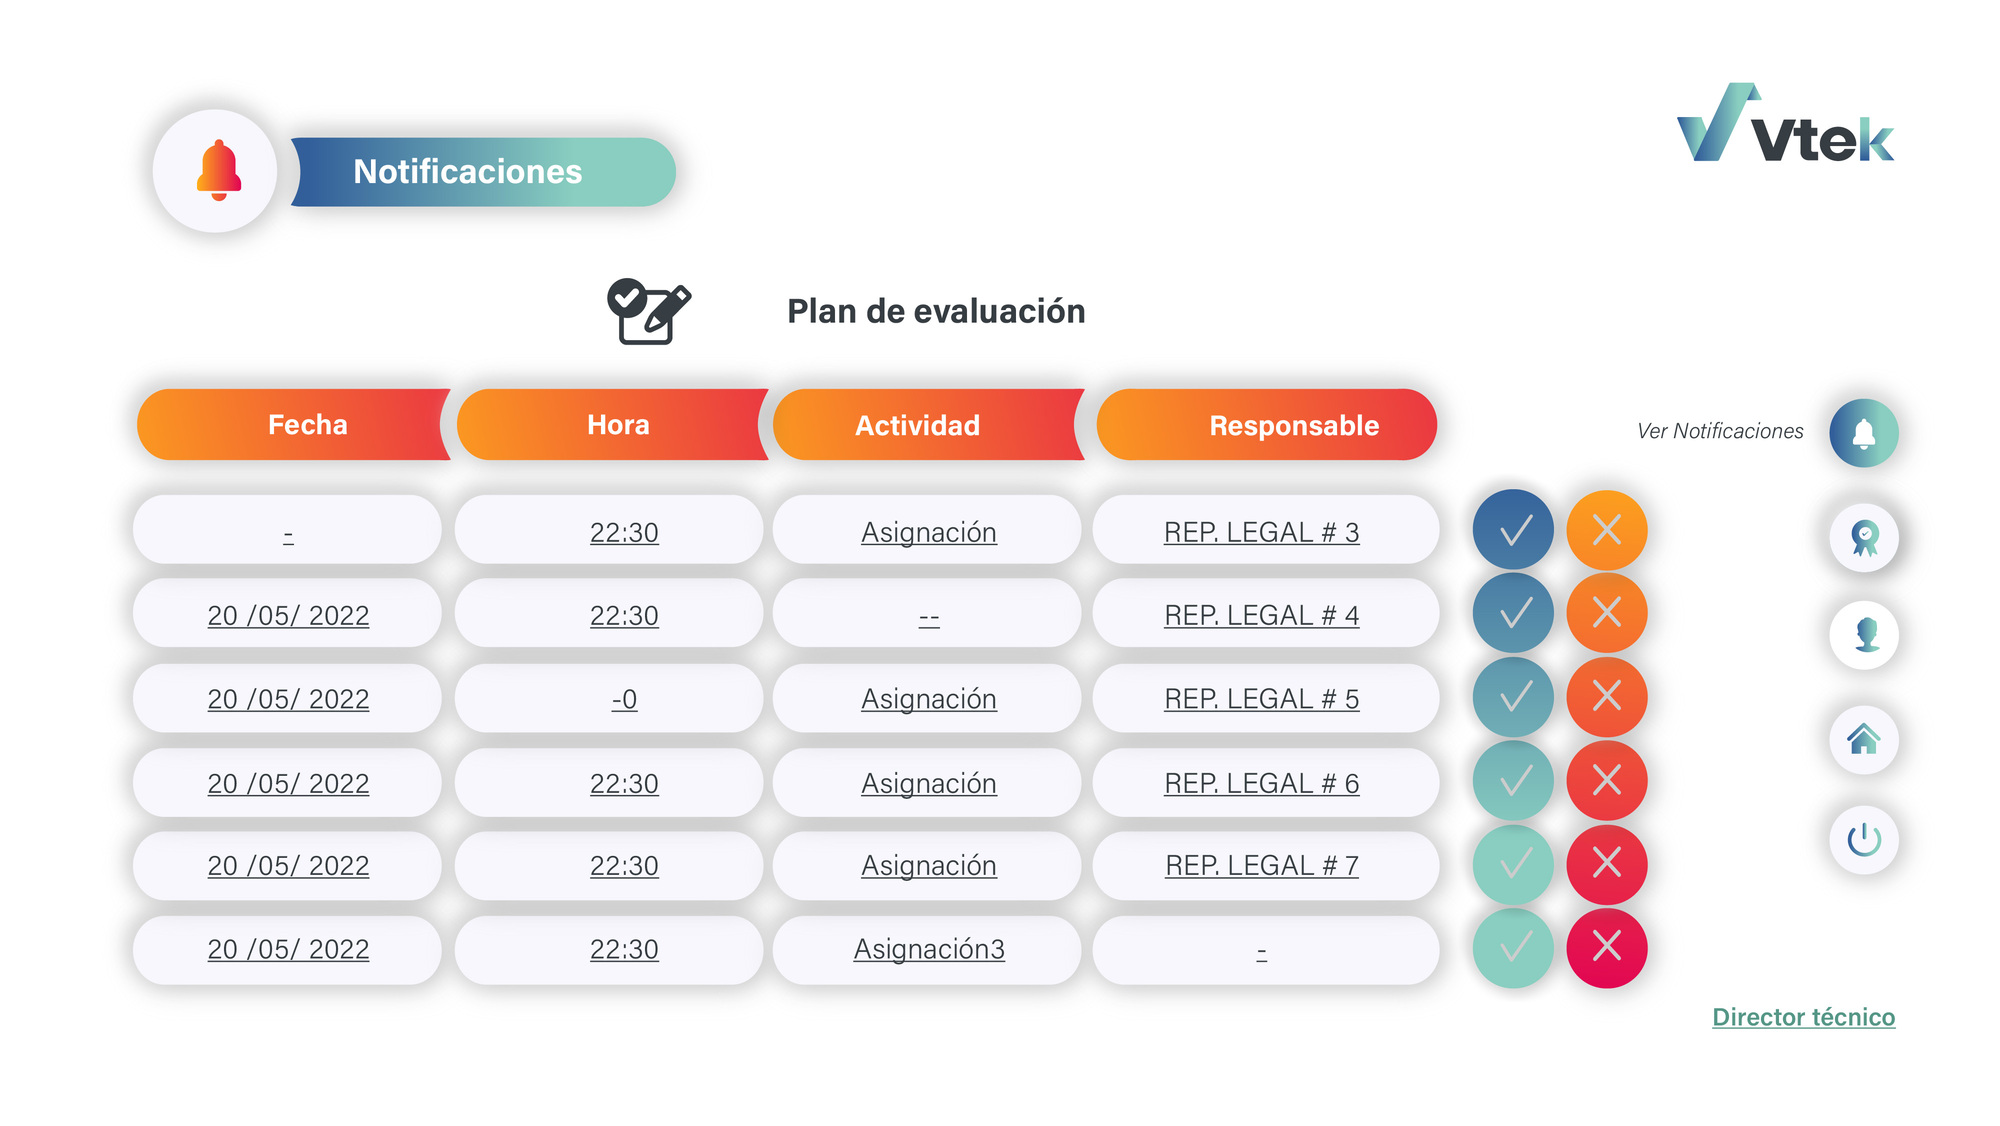 Notificaciones
Vtek
Plan de evaluación
Fecha Hora Actividad Responsable
Ver Notificaciones
- 22:30 Asignación REP. LEGAL # 3
20 /05/ 2022 22:30 -- REP. LEGAL # 4
20 /05/ 2022 -0 Asignación REP. LEGAL # 5
20 /05/ 2022 22:30 Asignación REP. LEGAL # 6
20 /05/ 2022 22:30 Asignación REP. LEGAL # 7
20 /05/ 2022 22:30 Asignación3 -
Director técnico